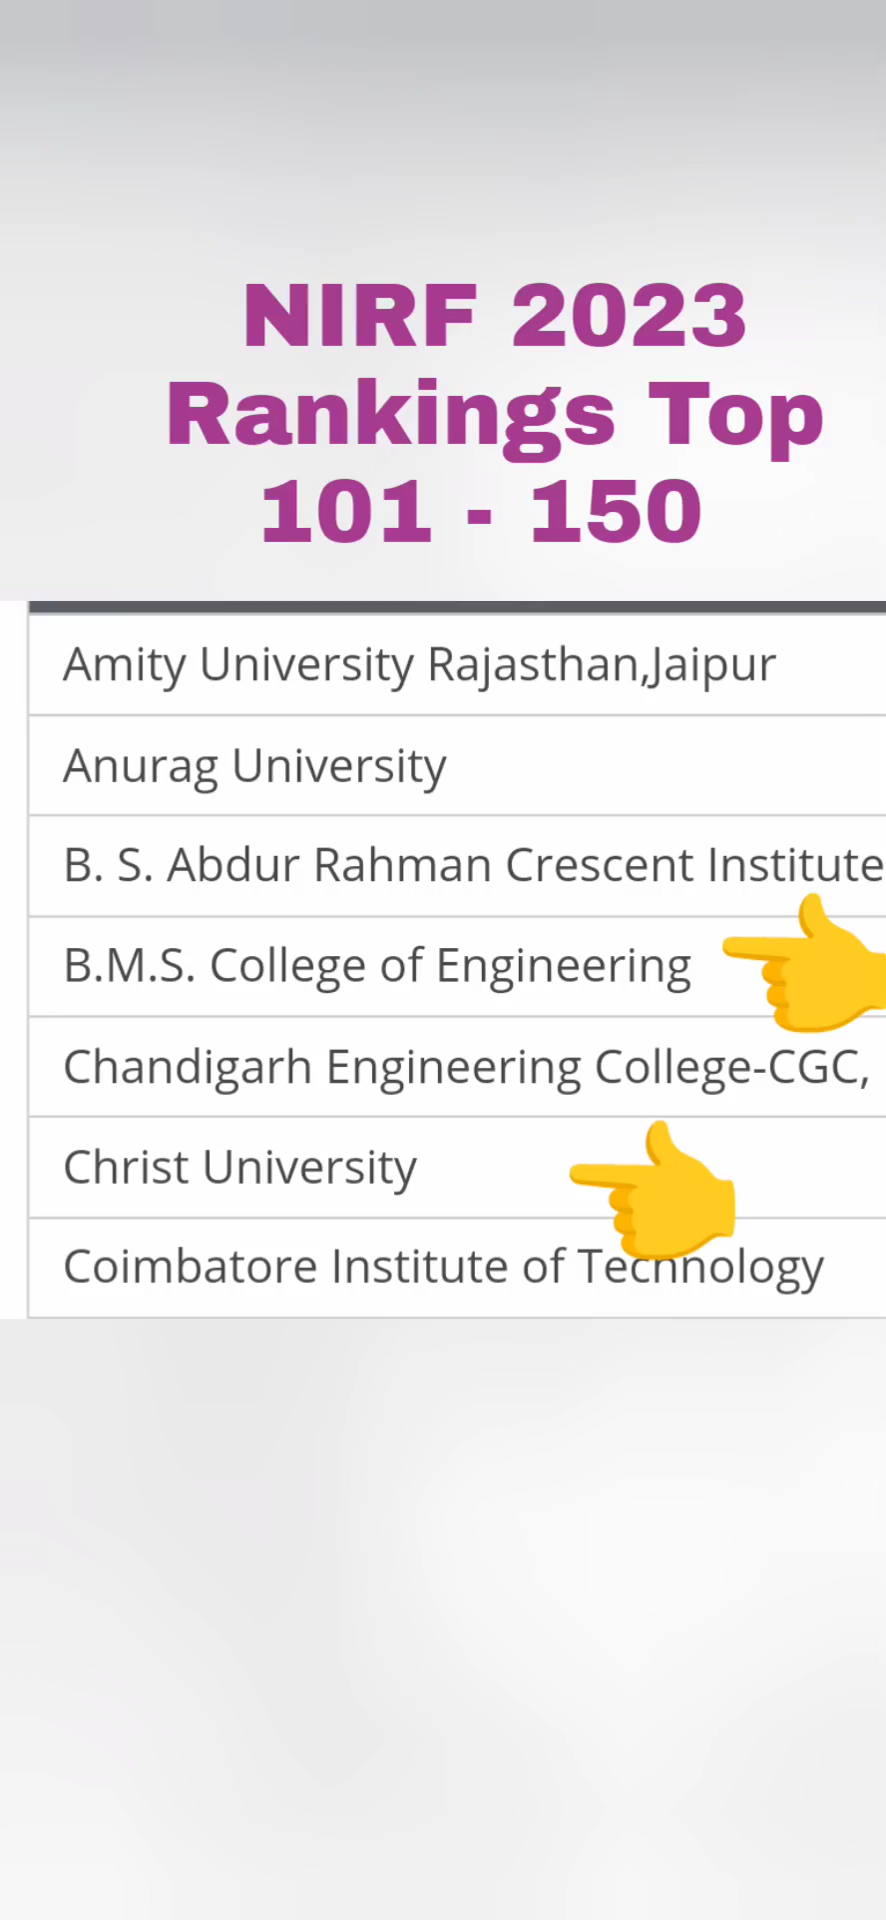 NIRF 2023
Rankings Top
101 - 150
Amity University Rajasthan,Jaipur
Anurag University
B. S. Abdur Rahman Crescent Institute
B.M.S. College of Engineering
Chandigarh Engineering College-CGC,
Christ University
Coimbatore Institute of Technology